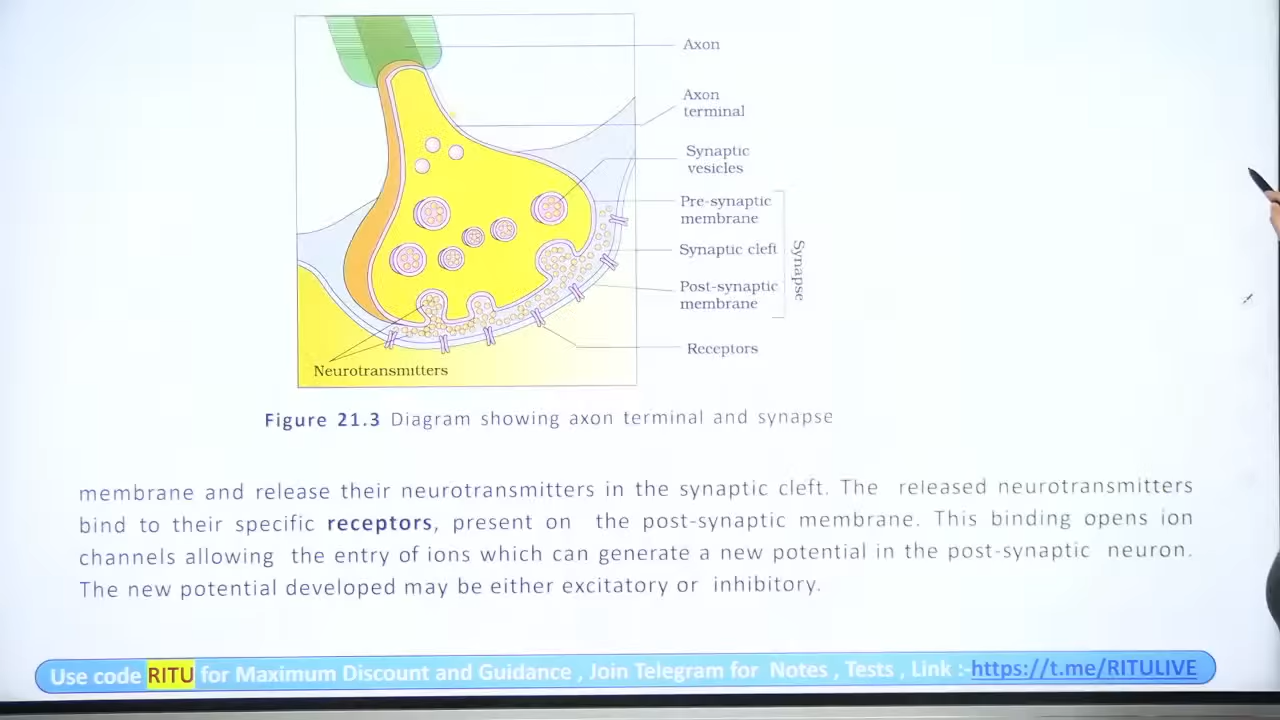 Axon
Axon
terminal
Synaptic
vesicles
Pre-synaptic
membrane
Synaptic cleft
Post-synaptic
membrane
Synapse
Receptors
Neurotransmitters
Figure 21.3 Diagram showing axon terminal and synapse
membrane and release their neurotransmitters in the synaptic cleft. The released neurotransmitters
bind to their specific receptors, present on the post-synaptic membrane. This binding opens ion
channels allowing the entry of ions which can generate a new potential in the post-synaptic neuron.
The new potential developed may be either excitatory or inhibitory.
Use code RITU for Maximum Discount and Guidance , Join Telegram for Notes , Tests , Link :-https://t.me/RITULIVE